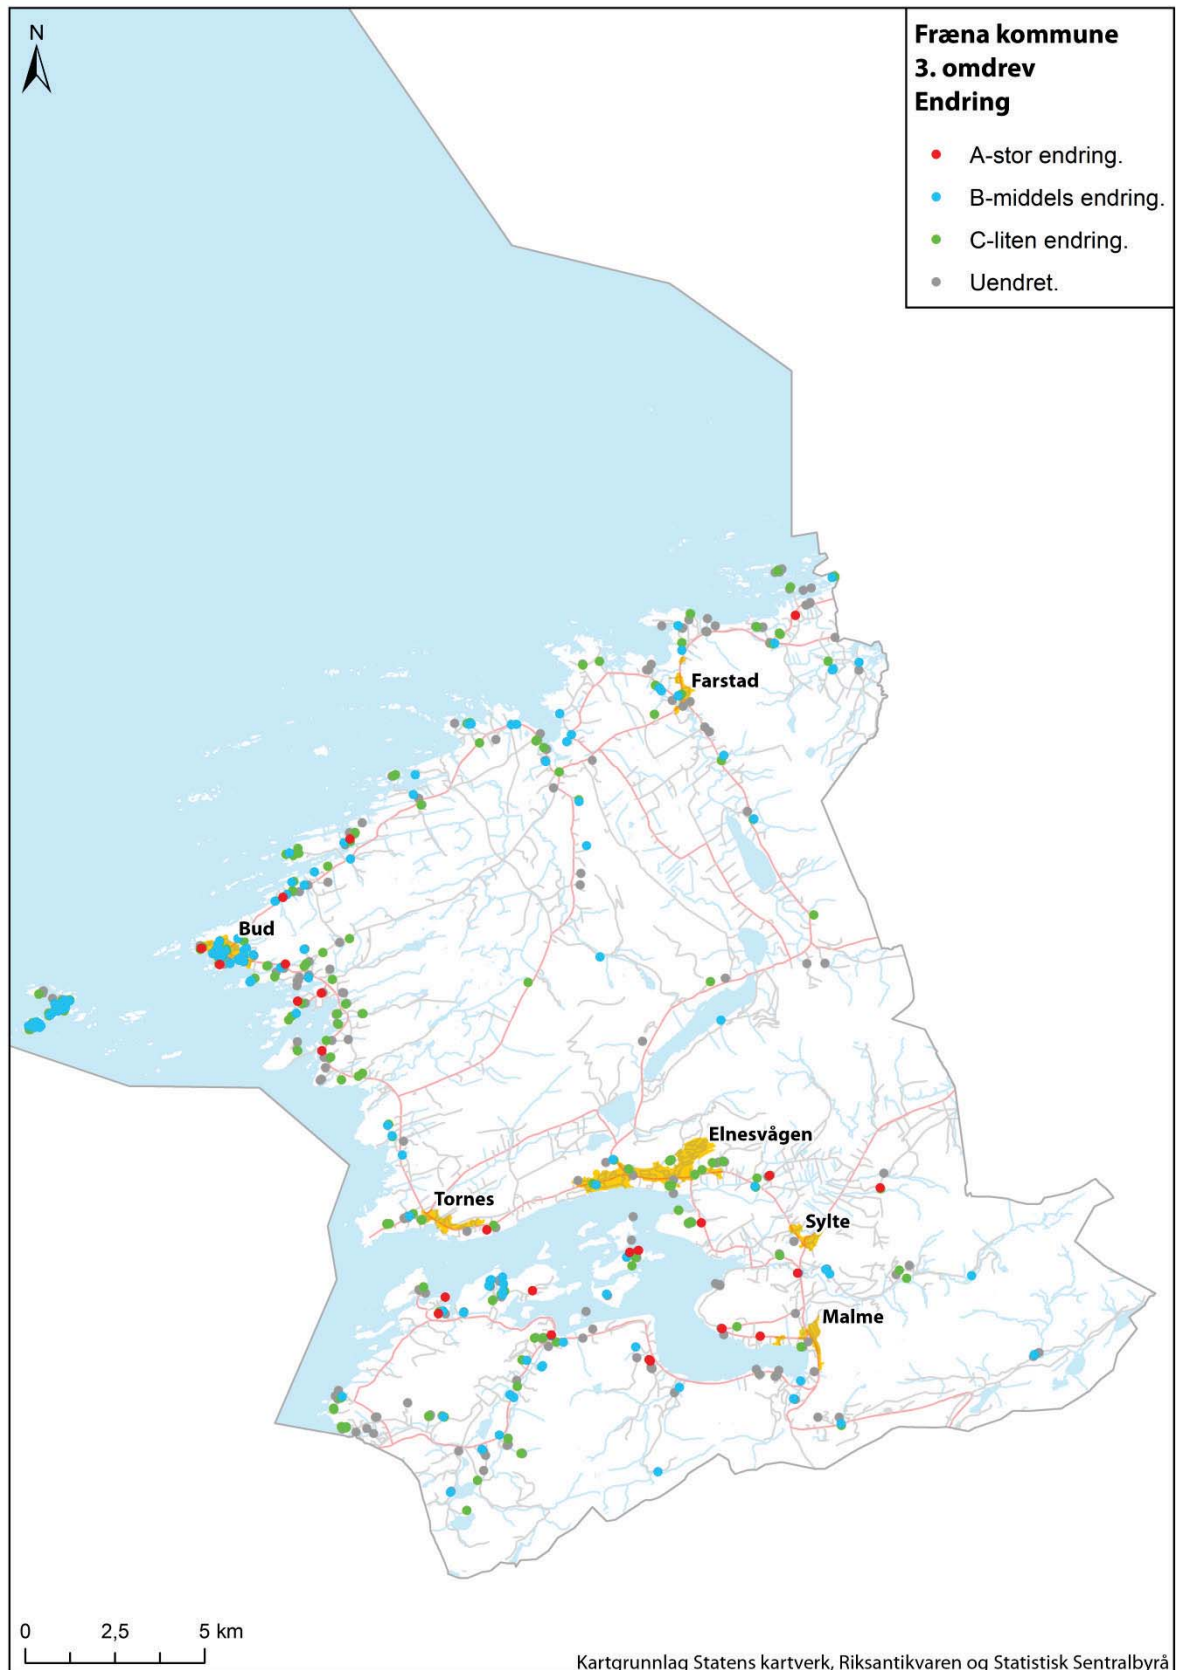 N
Fræna kommune
3. omdrev
Endring
A-stor endring.
B-middels endring.
C-liten endring.
Uendret.
Farstad
Bud
Elnesvågen
Tornes
Sylte
Malme
0 2,5 5 km
Kartgrunnlag Statens kartverk, Riksantikvaren og Statistisk Sentralbyrå